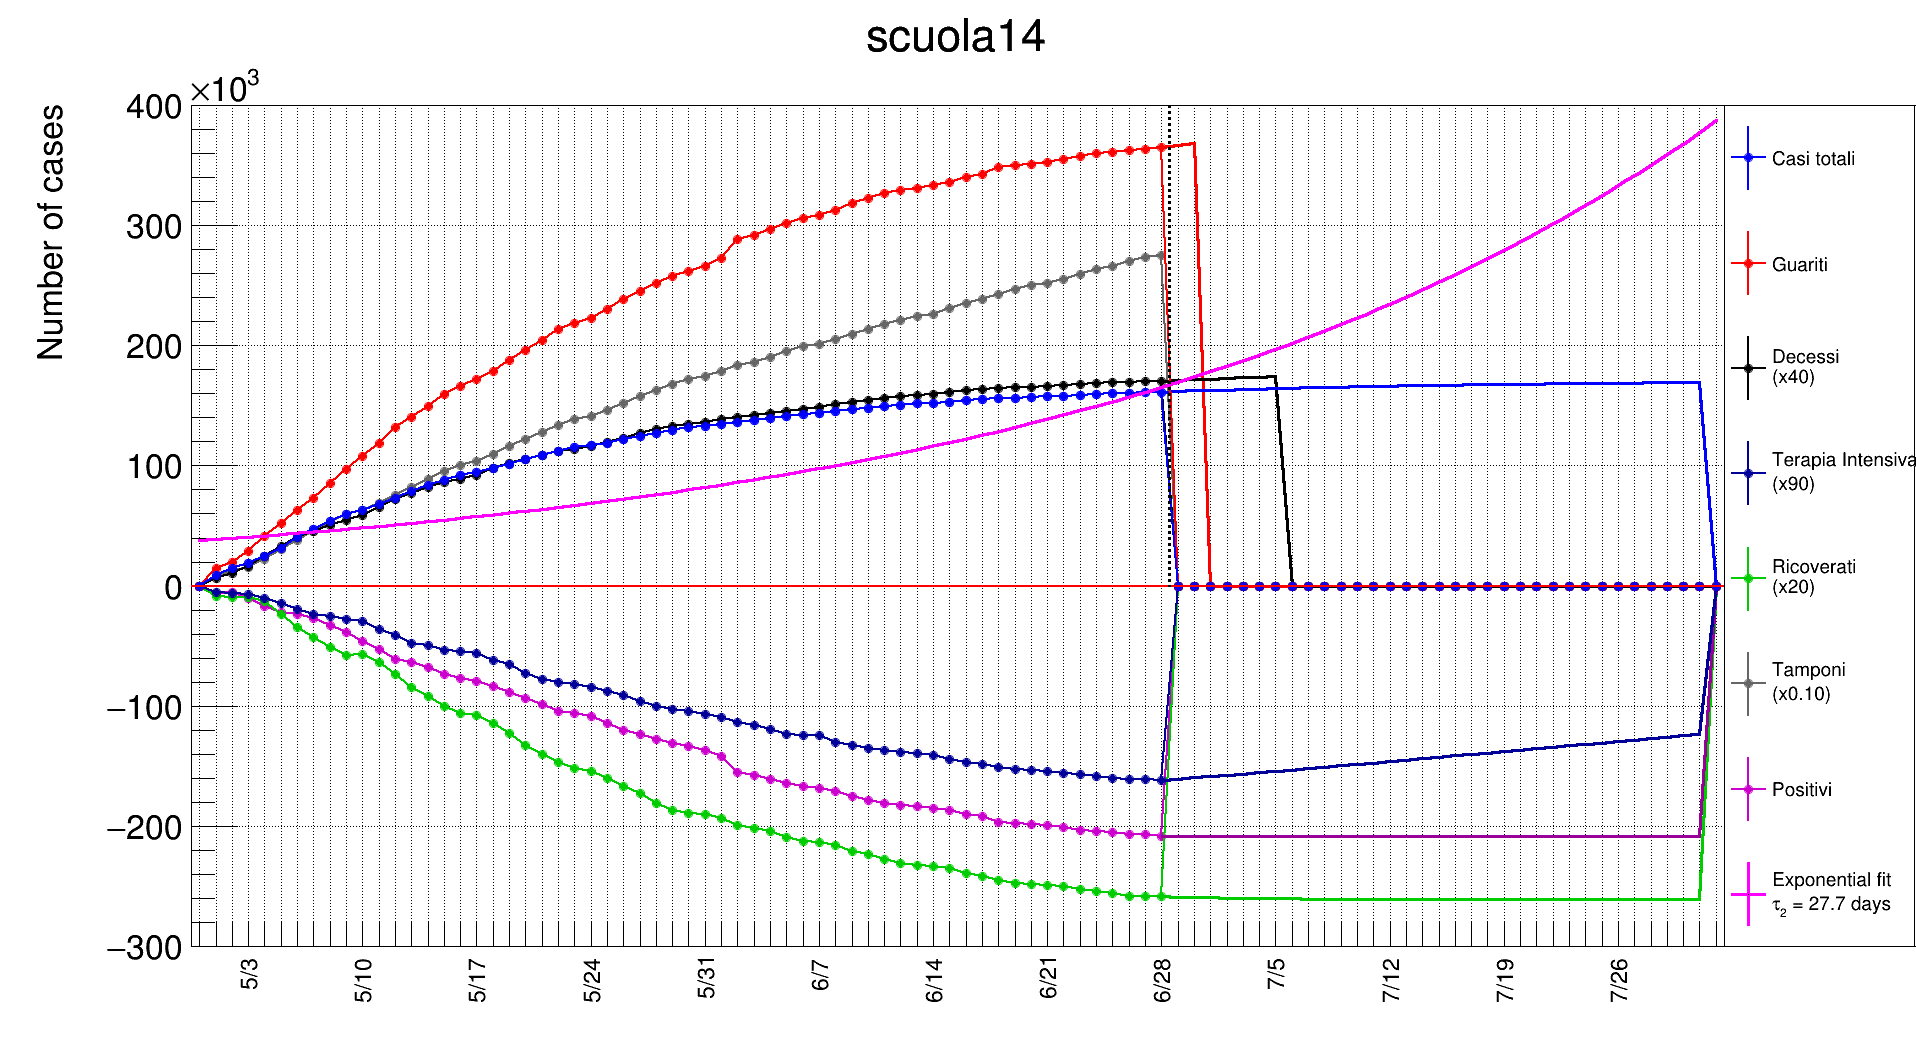 scuola14
×10³
Number of cases
400
300
200
100
0
−100
−200
−300
5/3
5/10
5/17
5/24
5/31
6/7
6/14
6/21
6/28
7/5
7/12
7/19
7/26
Casi totali
Guariti
Decessi
(x40)
Terapia Intensiva
(x90)
Ricoverati
(x20)
Tamponi
(x0.10)
Positivi
Exponential fit
τ₂ = 27.7 days